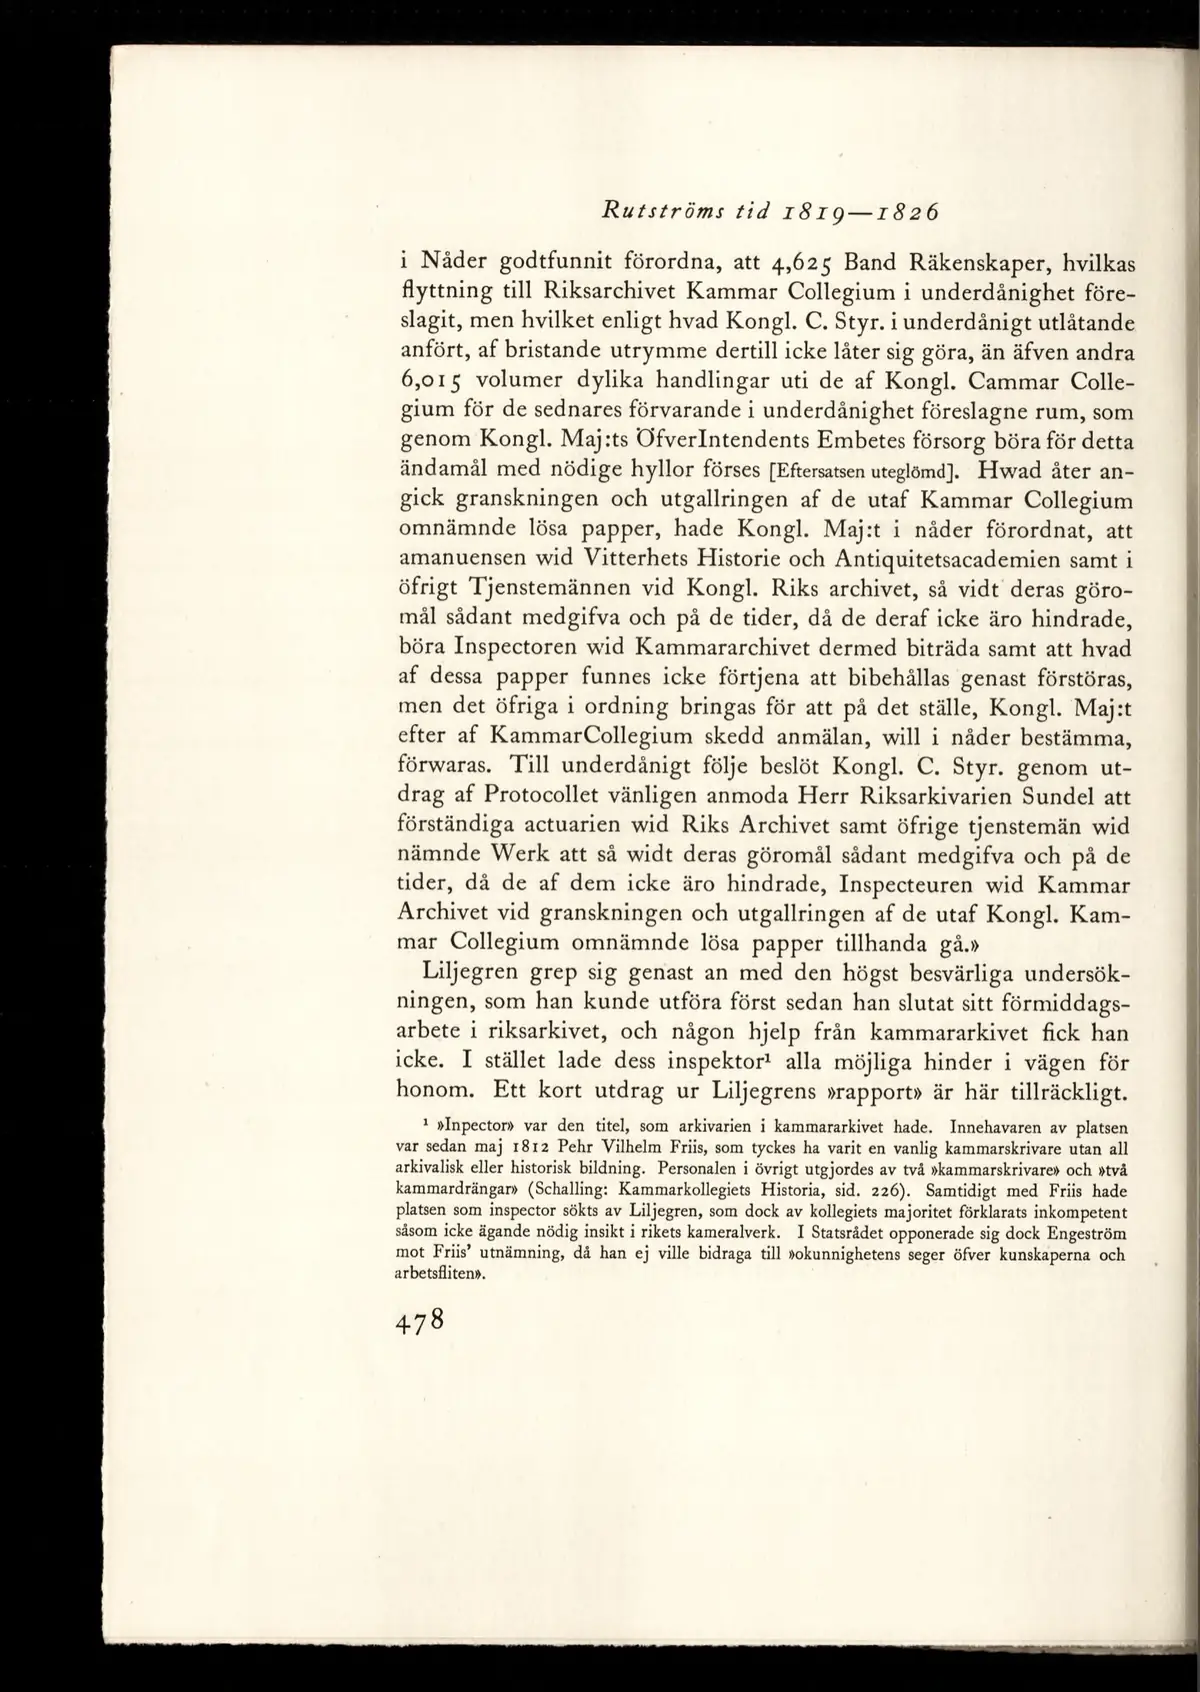 Rutströms tid 1819—1826
i Nåder godtfunnit förordna, att 4,625 Band Räkenskaper, hvilkas
flyttning till Riksarchivet Kammar Collegium i underdånighet före-
slagit, men hvilket enligt hvad Kongl. C. Styr. i underdånigt utlåtande
anfört, af bristande utrymme dertill icke låter sig göra, än äfven andra
6,015 volumer dylika handlingar uti de af Kongl. Cammar Colle-
gium för de sednares förvarande i underdånighet föreslagne rum, som
genom Kongl. Maj:ts ÖfverIntendents Embetes försorg böra för detta
ändamål med nödige hyllor förses [Eftersatsen uteglömd]. Hwad åter an-
gick granskningen och utgallringen af de utaf Kammar Collegium
omnämnde lösa papper, hade Kongl. Maj:t i nåder förordnat, att
amanuensen wid Vitterhets Historie och Antiquitetsacademien samt i
öfrigt Tjenstemännen vid Kongl. Riks archivet, så vidt deras göro-
mål sådant medgifva och på de tider, då de deraf icke äro hindrade,
böra Inspectoren wid Kammararchivet dermed biträda samt att hvad
af dessa papper funnes icke förtjena att bibehållas genast förstöras,
men det öfriga i ordning bringas för att på det ställe, Kongl. Maj:t
efter af KammarCollegium skedd anmälan, will i nåder bestämma,
förwaras. Till underdånigt följe beslöt Kongl. C. Styr. genom ut-
drag af Protocollet vänligen anmoda Herr Riksarkivarien Sundel att
förständiga actuarien wid Riks Archivet samt öfrige tjenstemän wid
nämnde Werk att så widt deras göromål sådant medgifva och på de
tider, då de af dem icke äro hindrade, Inspecteuren wid Kammar
Archivet vid granskningen och utgallringen af de utaf Kongl. Kam-
mar Collegium omnämnde lösa papper tillhanda gå.»
Liljegren grep sig genast an med den högst besvärliga undersök-
ningen, som han kunde utföra först sedan han slutat sitt förmiddags-
arbete i riksarkivet, och någon hjelp från kammararkivet fick han
icke. I stället lade dess inspektor¹ alla möjliga hinder i vägen för
honom. Ett kort utdrag ur Liljegrens »rapport» är här tillräckligt.
¹ »Inpector» var den titel, som arkivarien i kammararkivet hade. Innehavaren av platsen
var sedan maj 1812 Pehr Vilhelm Friis, som tyckes ha varit en vanlig kammarskrivare utan all
arkivalisk eller historisk bildning. Personalen i övrigt utgjordes av två »kammarskrivare» och »två
kammardrängar» (Schalling: Kammarkollegiets Historia, sid. 226). Samtidigt med Friis hade
platsen som inspector sökts av Liljegren, som dock av kollegiets majoritet förklarats inkompetent
såsom icke ägande nödig insikt i rikets kameralverk. I Statsrådet opponerade sig dock Engeström
mot Friis’ utnämning, då han ej ville bidraga till »okunnighetens seger öfver kunskaperna och
arbetsfliten».
478